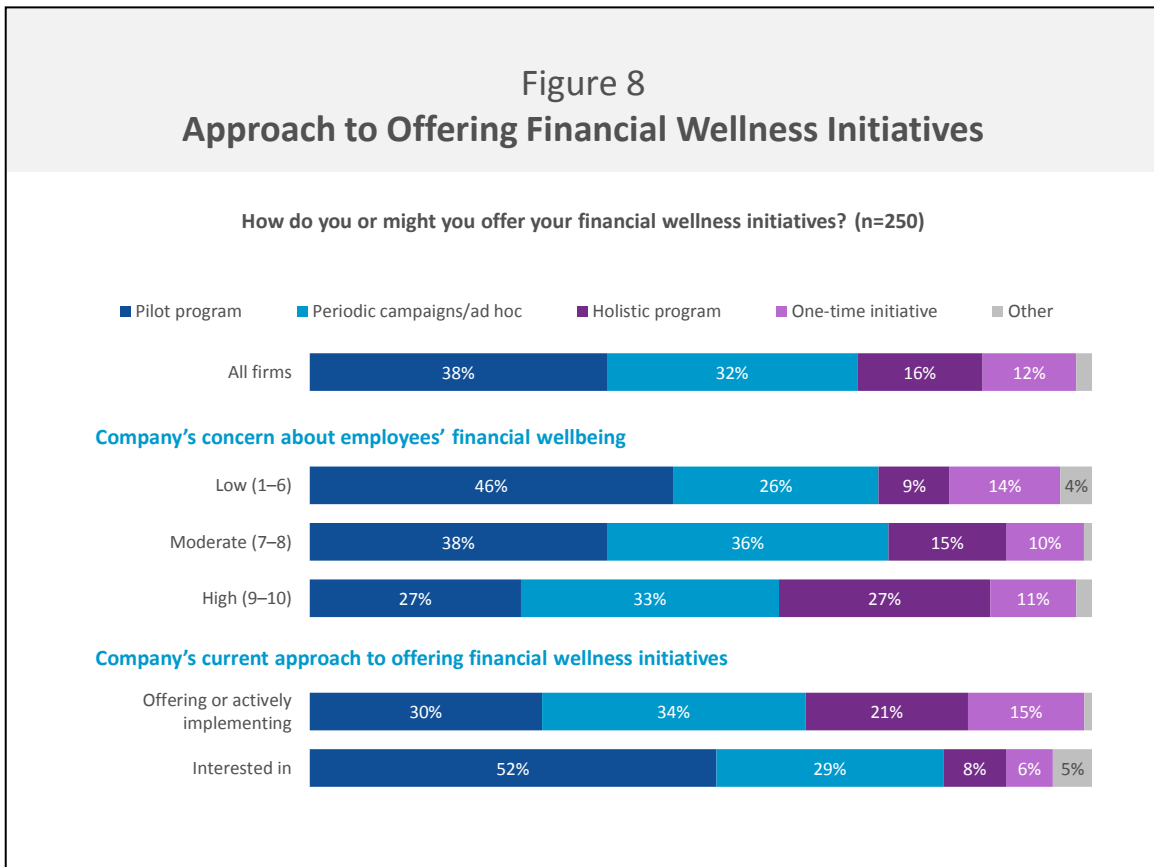 Figure 8
Approach to Offering Financial Wellness Initiatives
How do you or might you offer your financial wellness initiatives? (n=250)
Pilot program Periodic campaigns/ad hoc Holistic program One-time initiative Other
All firms 38% 32% 16% 12%
Company’s concern about employees’ financial wellbeing
Low (1–6) 46% 26% 9% 14% 4%
Moderate (7–8) 38% 36% 15% 10%
High (9–10) 27% 33% 27% 11%
Company’s current approach to offering financial wellness initiatives
Offering or actively
implementing 30% 34% 21% 15%
Interested in 52% 29% 8% 6% 5%